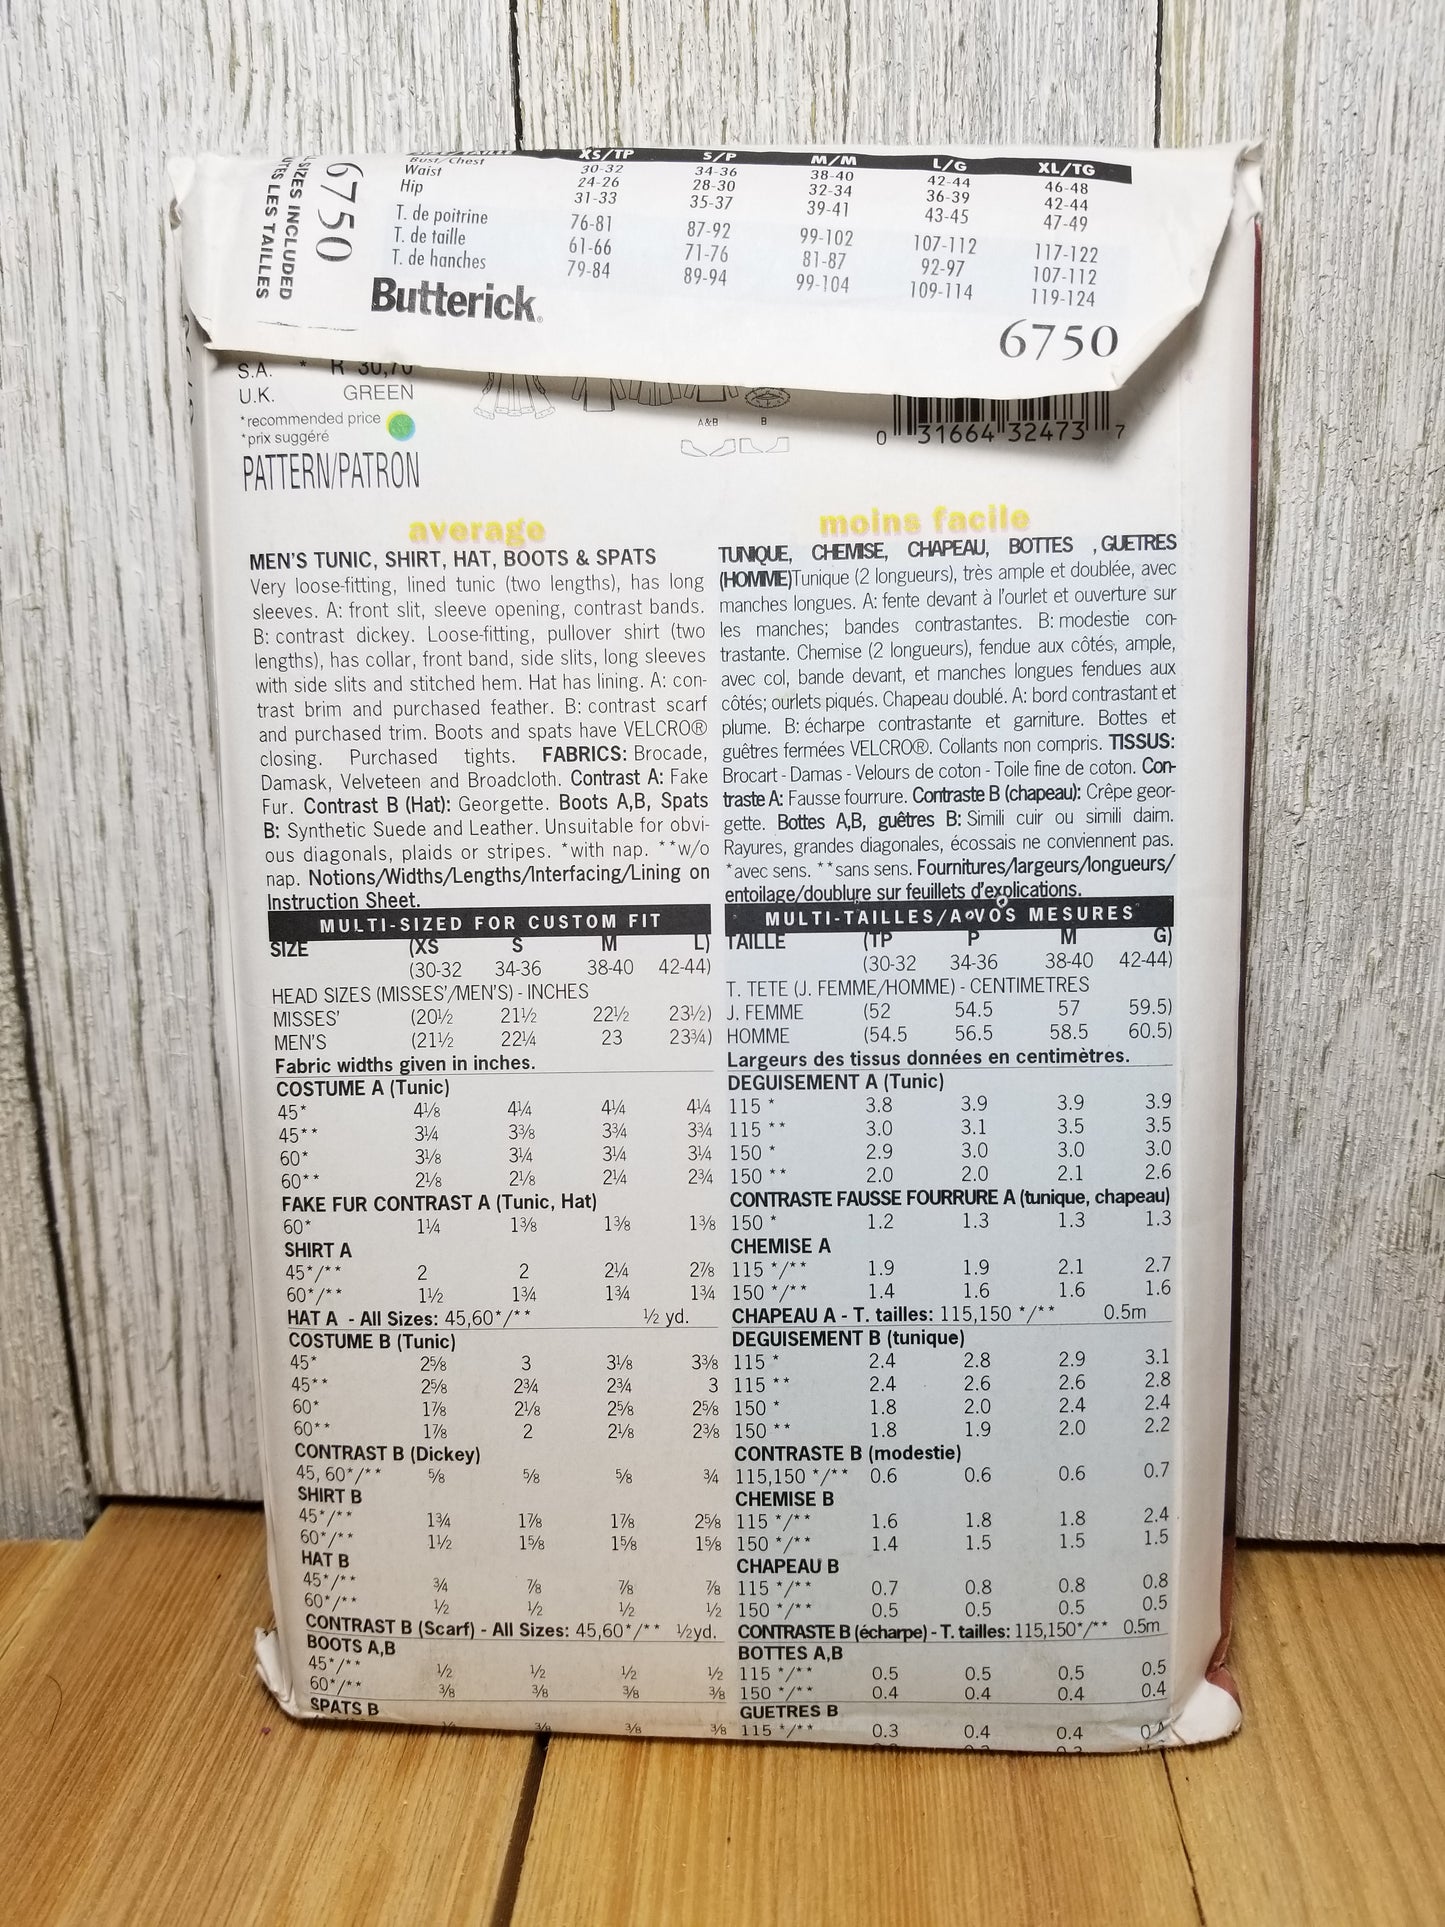 XS/TP S/P M/M L/G XL/TG
Bust/Chest 30-32 34-36 38-40 42-44 46-48
Waist 24-26 28-30 32-34 36-39 42-44
Hip 31-33 35-37 39-41 43-45 47-49
T. de poitrine 76-81 87-92 99-102 107-112 117-122
T. de taille 61-66 71-76 81-87 92-97 107-112
T. de hanches 79-84 89-94 99-104 109-114 119-124
SIZES INCLUDED
LES TAILLES
6750
Butterick®
6750
S.A. * R 30,70
U.K. GREEN
*recommended price
*prix suggéré
PATTERN/PATRON
A&B B
0 31664 32473 7
average
MEN'S TUNIC, SHIRT, HAT, BOOTS & SPATS
Very loose-fitting, lined tunic (two lengths), has long
sleeves. A: front slit, sleeve opening, contrast bands.
B: contrast dickey. Loose-fitting, pullover shirt (two
lengths), has collar, front band, side slits, long sleeves
with side slits and stitched hem. Hat has lining. A: con-
trast brim and purchased feather. B: contrast scarf
and purchased trim. Boots and spats have VELCRO®
closing. Purchased tights. FABRICS: Brocade,
Damask, Velveteen and Broadcloth. Contrast A: Fake
Fur. Contrast B (Hat): Georgette. Boots A,B, Spats
B: Synthetic Suede and Leather. Unsuitable for obvi-
ous diagonals, plaids or stripes. *with nap. **w/o
nap. Notions/Widths/Lengths/Interfacing/Lining on
Instruction Sheet.
MULTI-SIZED FOR CUSTOM FIT
SIZE (XS S M L)
(30-32 34-36 38-40 42-44)
HEAD SIZES (MISSES'/MEN'S) - INCHES
MISSES' (20½ 21½ 22½ 23½)
MEN'S (21½ 22¼ 23 23¾)
Fabric widths given in inches.
COSTUME A (Tunic)
45* 4⅛ 4¼ 4¼ 4¼
45** 3¼ 3⅜ 3¾ 3¾
60* 3⅛ 3¼ 3¼ 3¼
60** 2⅛ 2⅛ 2¼ 2¾
FAKE FUR CONTRAST A (Tunic, Hat)
60* 1¼ 1⅜ 1⅜ 1⅜
SHIRT A
45*/** 2 2 2¼ 2⅞
60*/** 1½ 1¾ 1¾ 1¾
HAT A - All Sizes: 45,60*/** ½ yd.
COSTUME B (Tunic)
45* 2⅝ 3 3⅛ 3⅜
45** 2⅝ 2¾ 2¾ 3
60* 1⅞ 2⅛ 2⅝ 2⅝
60** 1⅞ 2 2⅛ 2⅜
CONTRAST B (Dickey)
45, 60*/** ⅝ ⅝ ⅝ ¾
SHIRT B
45*/** 1¾ 1⅞ 1⅞ 2⅝
60*/** 1½ 1⅝ 1⅝ 1⅝
HAT B
45*/** ¾ ⅞ ⅞ ⅞
60*/** ½ ½ ½ ½
CONTRAST B (Scarf) - All Sizes: 45,60*/** ½yd.
BOOTS A,B
45*/** ½ ½ ½ ½
60*/** ⅜ ⅜ ⅜ ⅜
SPATS B
⅜ ⅜ ⅜
moins facile
TUNIQUE, CHEMISE, CHAPEAU, BOTTES , GUETRES
(HOMME)Tunique (2 longueurs), très ample et doublée, avec
manches longues. A: fente devant à l'ourlet et ouverture sur
les manches; bandes contrastantes. B: modestie con-
trastante. Chemise (2 longueurs), fendue aux côtés, ample,
avec col, bande devant, et manches longues fendues aux
côtés; ourlets piqués. Chapeau doublé. A: bord contrastant et
plume. B: écharpe contrastante et garniture. Bottes et
guêtres fermées VELCRO®. Collants non compris. TISSUS:
Brocart - Damas - Velours de coton - Toile fine de coton. Con-
traste A: Fausse fourrure. Contraste B (chapeau): Crêpe geor-
gette. Bottes A,B, guêtres B: Simili cuir ou simili daim.
Rayures, grandes diagonales, écossais ne conviennent pas.
*avec sens. **sans sens. Fournitures/largeurs/longueurs/
entoilage/doublure sur feuillets d'explications.
MULTI-TAILLES/A VOS MESURES
TAILLE (TP P M G)
(30-32 34-36 38-40 42-44)
T. TETE (J. FEMME/HOMME) - CENTIMETRES
J. FEMME (52 54.5 57 59.5)
HOMME (54.5 56.5 58.5 60.5)
Largeurs des tissus données en centimètres.
DEGUISEMENT A (Tunic)
115 * 3.8 3.9 3.9 3.9
115 ** 3.0 3.1 3.5 3.5
150 * 2.9 3.0 3.0 3.0
150 ** 2.0 2.0 2.1 2.6
CONTRASTE FAUSSE FOURRURE A (tunique, chapeau)
150 * 1.2 1.3 1.3 1.3
CHEMISE A
115 */** 1.9 1.9 2.1 2.7
150 */** 1.4 1.6 1.6 1.6
CHAPEAU A - T. tailles: 115,150 */** 0.5m
DEGUISEMENT B (tunique)
115 * 2.4 2.8 2.9 3.1
115 ** 2.4 2.6 2.6 2.8
150 * 1.8 2.0 2.4 2.4
150 ** 1.8 1.9 2.0 2.2
CONTRASTE B (modestie)
115,150 */** 0.6 0.6 0.6 0.7
CHEMISE B
115 */** 1.6 1.8 1.8 2.4
150 */** 1.4 1.5 1.5 1.5
CHAPEAU B
115 */** 0.7 0.8 0.8 0.8
150 */** 0.5 0.5 0.5 0.5
CONTRASTE B (écharpe) - T. tailles: 115,150*/** 0.5m
BOTTES A,B
115 */** 0.5 0.5 0.5 0.5
150 */** 0.4 0.4 0.4 0.4
GUETRES B
115 */** 0.3 0.4 0.4 0.4